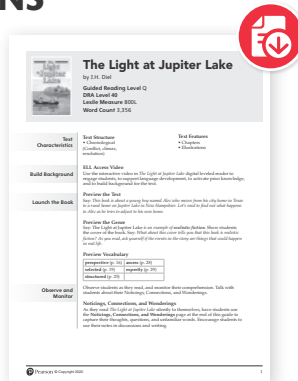 NS
The Light at Jupiter Lake
by J.H. Diel
Guided Reading Level Q
DRA Level 40
Lexile Measure 800L
Word Count 3,356
Light
Jupiter
Lake
Text
Characteristics
Text Structure
• Chronological
(Conflict, climax,
resolution)
Text Features
• Chapters
• Illustrations
Build Background
ELL Access Video
Use the interactive video in The Light at Jupiter Lake digital leveled reader to
engage students, to support language development, to activate prior knowledge,
and to build background for the text.
Launch the Book
Preview the Text
Say: This book is about a young boy named Alex who moves from his city home in Texas
to a rural home on Jupiter Lake in New Hampshire. Let's read to find out what happens
to Alex as he tries to adjust to his new home.
Preview the Genre
Say: The Light at Jupiter Lake is an example of realistic fiction. Show students
the cover of the book. Say: What about this cover tells you that this book is realistic
fiction? As you read, ask yourself if the events in the story are things that could happen
in real life.
Preview Vocabulary
perspective (p. 16) access (p. 28)
selected (p. 19) expertly (p. 29)
threatened (p. 29)
Observe and
Monitor
Observe students as they read, and monitor their comprehension. Talk with
students about their Noticings, Connections, and Wonderings.
Noticings, Connections, and Wonderings
As they read The Light at Jupiter Lake silently to themselves, have students use
the Noticings, Connections, and Wonderings page at the end of this guide to
capture their thoughts, questions, and unfamiliar words. Encourage students to
use their notes in discussions and writing.
Pearson © Copyright 2020
1